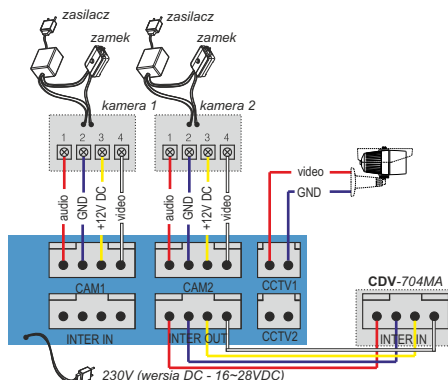 zasilacz
zasilacz
zamek
zamek
kamera 1
kamera 2
1 2 3 4
1 2 3 4
audio
GND
+12V DC
video
audio
GND
+12V DC
video
video
GND
CAM1
CAM2
CCTV1
CDV-704MA
INTER IN
INTER OUT
CCTV2
INTER IN
230V (wersja DC - 16~28VDC)